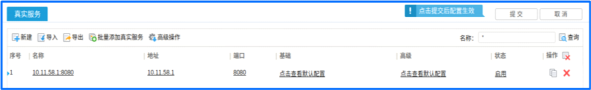 真实服务
! 点击提交后配置生效
提 交 取 消
新建 导入 导出 批量添加真实服务 高级操作
名称： * 查询
序号 名称 地址 端口 基础 高级 状态 操作
1 10.11.58.1:8080 10.11.58.1 8080 点击查看默认配置 点击查看默认配置 启用